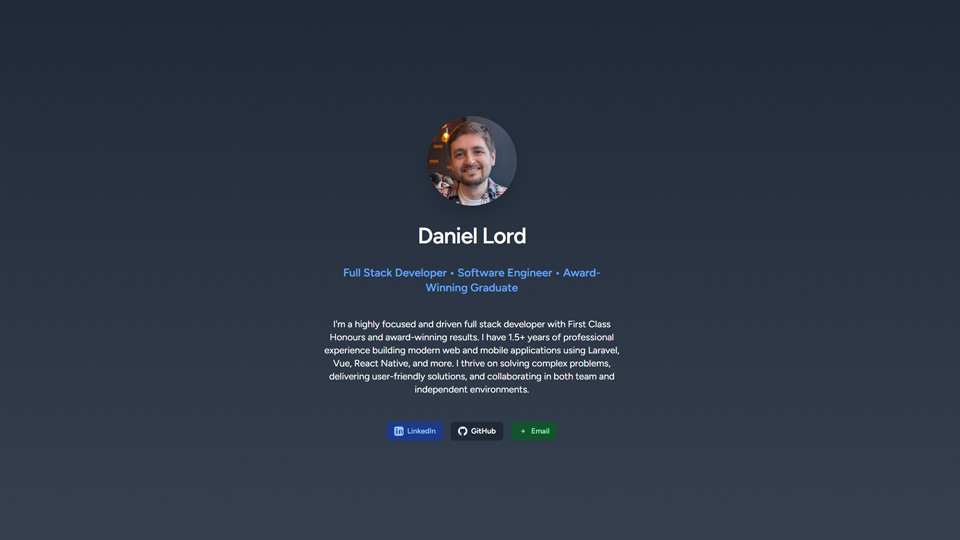 Daniel Lord
Full Stack Developer • Software Engineer • Award-
Winning Graduate
I'm a highly focused and driven full stack developer with First Class
Honours and award-winning results. I have 1.5+ years of professional
experience building modern web and mobile applications using Laravel,
Vue, React Native, and more. I thrive on solving complex problems,
delivering user-friendly solutions, and collaborating in both team and
independent environments.
LinkedIn GitHub Email